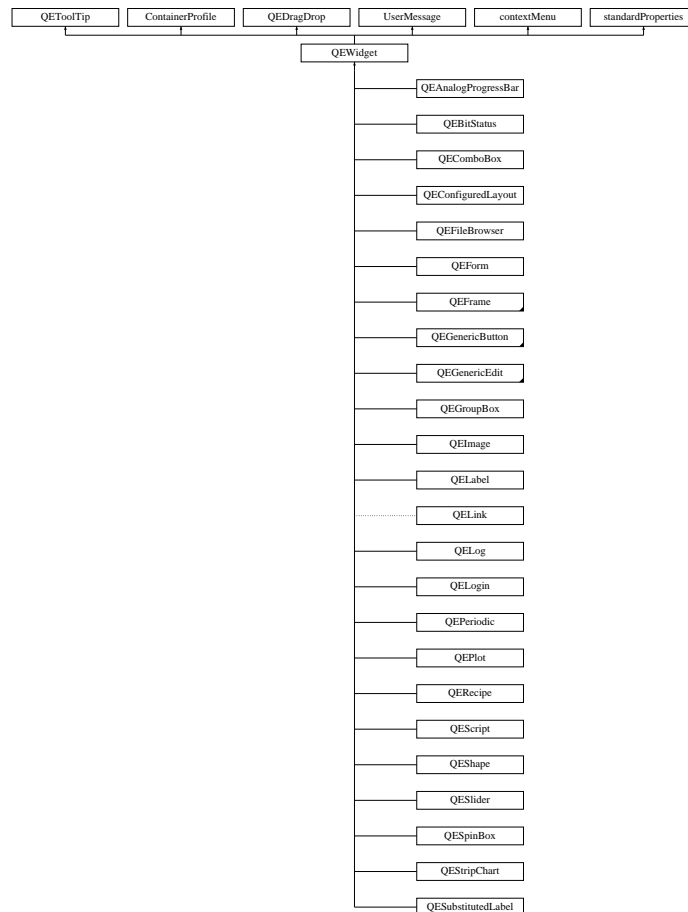 QEToolTip
ContainerProfile
QEDragDrop
UserMessage
contextMenu
standardProperties
QEWidget
QEAnalogProgressBar
QEBitStatus
QEComboBox
QEConfiguredLayout
QEFileBrowser
QEForm
QEFrame
QEGenericButton
QEGenericEdit
QEGroupBox
QEImage
QELabel
QELink
QELog
QELogin
QEPeriodic
QEPlot
QERecipe
QEScript
QEShape
QESlider
QESpinBox
QEStripChart
QESubstitutedLabel